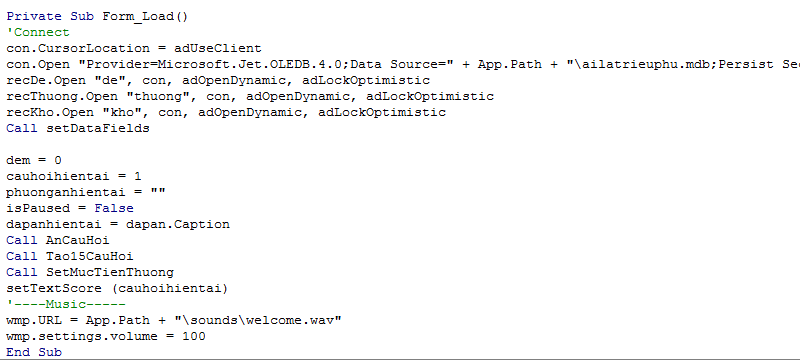 Private Sub Form_Load()
'Connect
con.CursorLocation = adUseClient
con.Open "Provider=Microsoft.Jet.OLEDB.4.0;Data Source=" + App.Path + "\ailatrieuphu.mdb;Persist Sec
recDe.Open "de", con, adOpenDynamic, adLockOptimistic
recThuong.Open "thuong", con, adOpenDynamic, adLockOptimistic
recKho.Open "kho", con, adOpenDynamic, adLockOptimistic
Call setDataFields
dem = 0
cauhoihientai = 1
phuonganhientai = ""
isPaused = False
dapanhientai = dapan.Caption
Call AnCauHoi
Call Tao15CauHoi
Call SetMucTienThuong
setTextScore (cauhoihientai)
'----Music-----
wmp.URL = App.Path + "\sounds\welcome.wav"
wmp.settings.volume = 100
End Sub